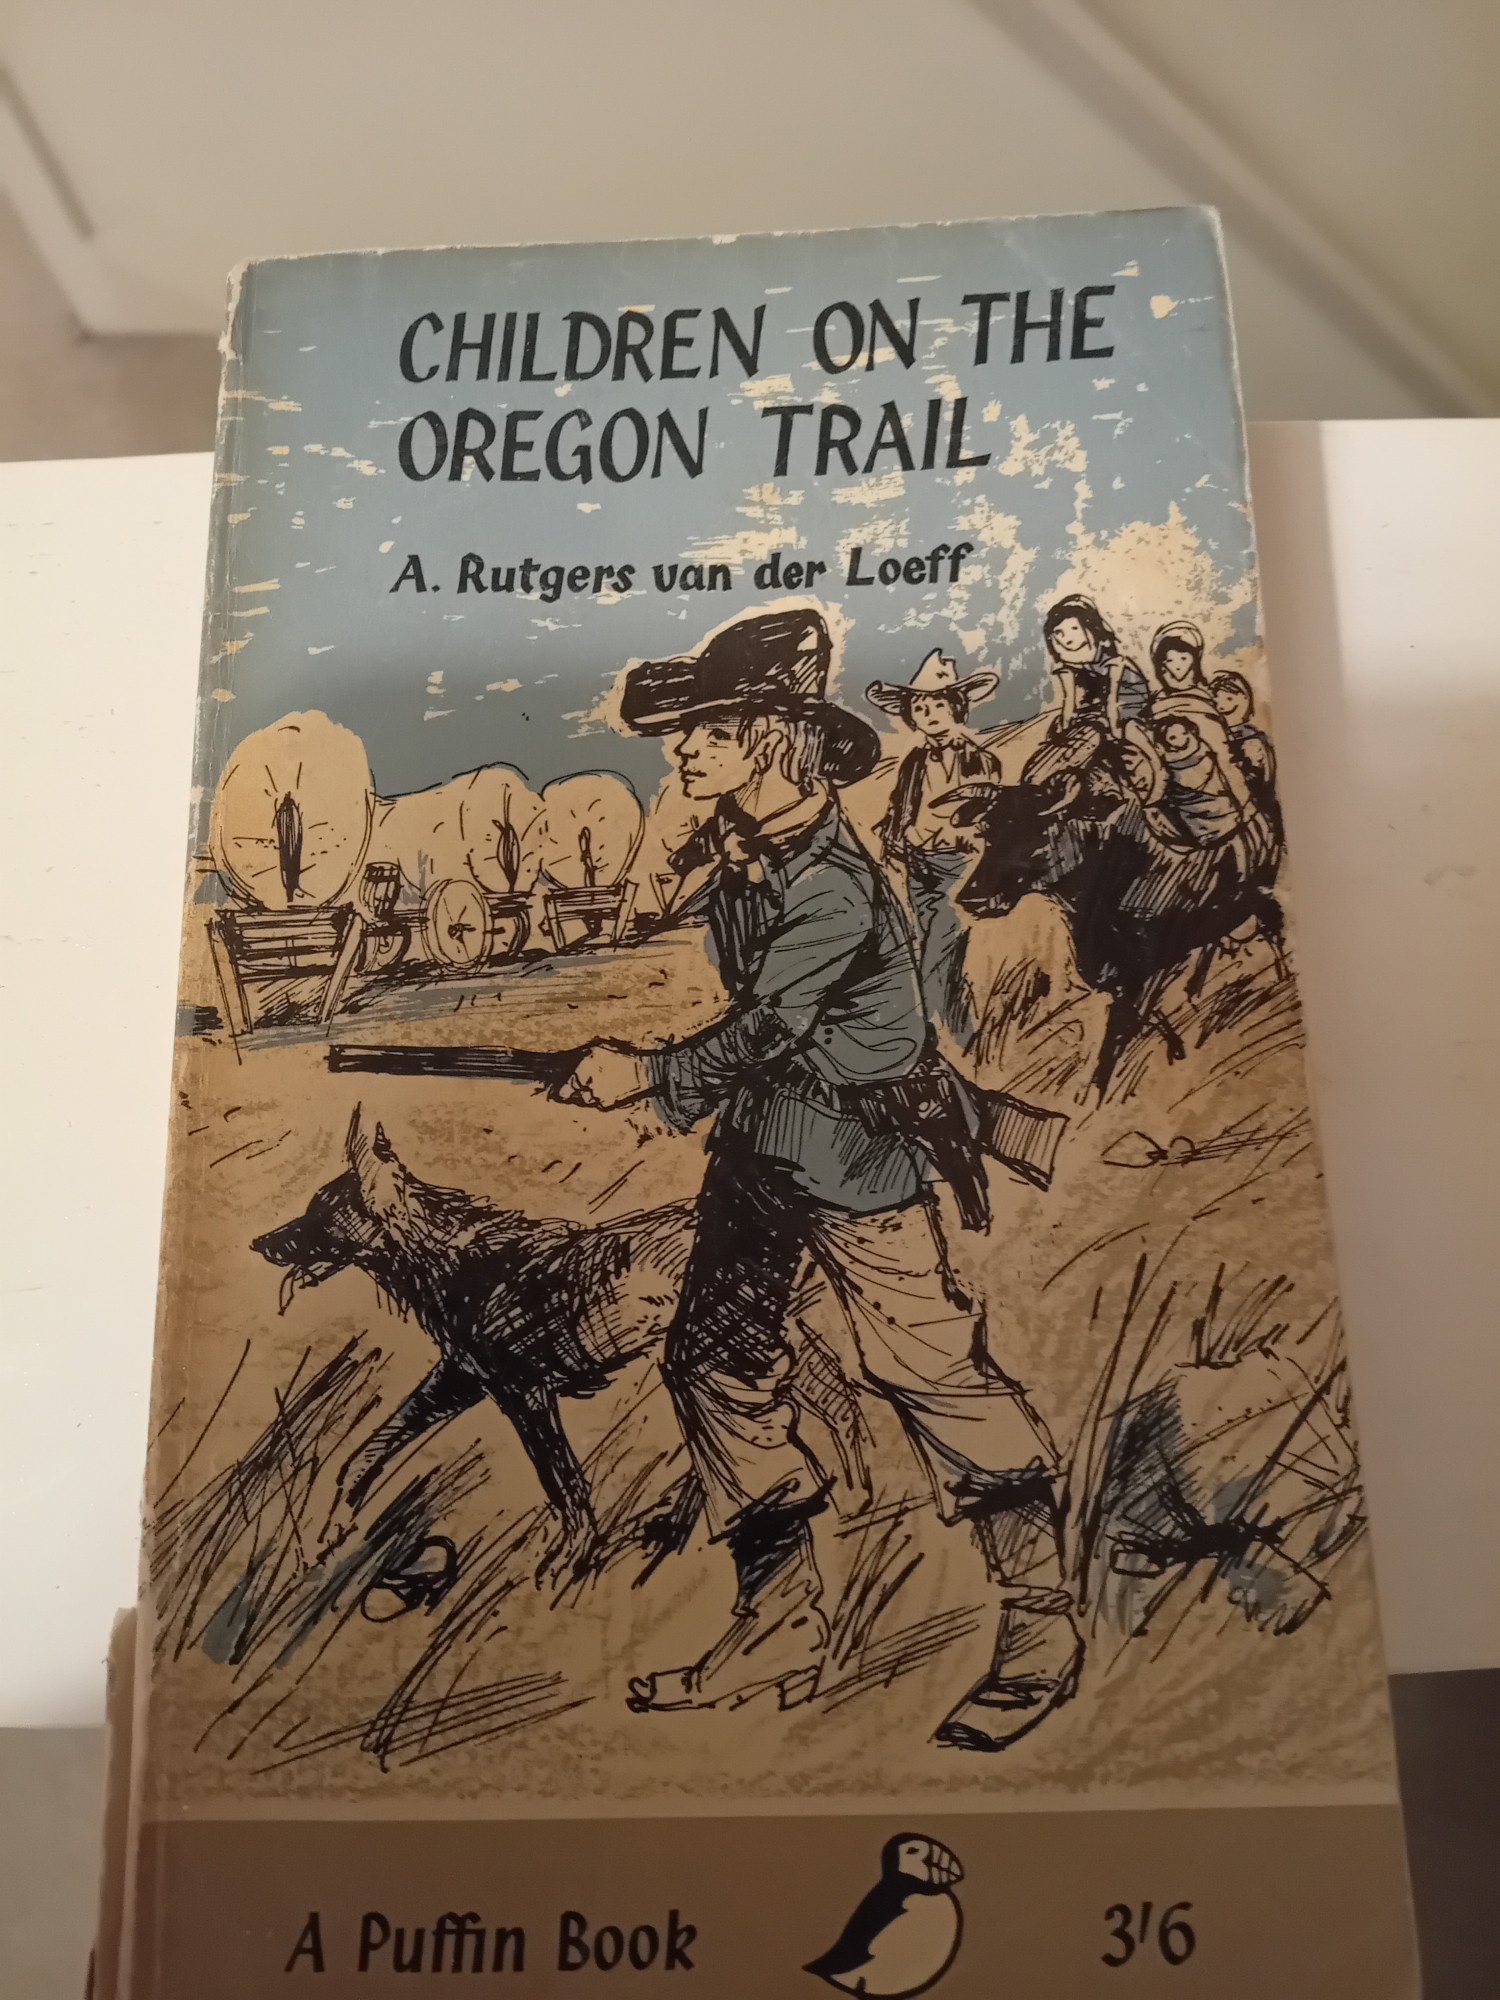 CHILDREN ON THE
OREGON TRAIL
A. Rutgers van der Loeff
A Puffin Book
3'6